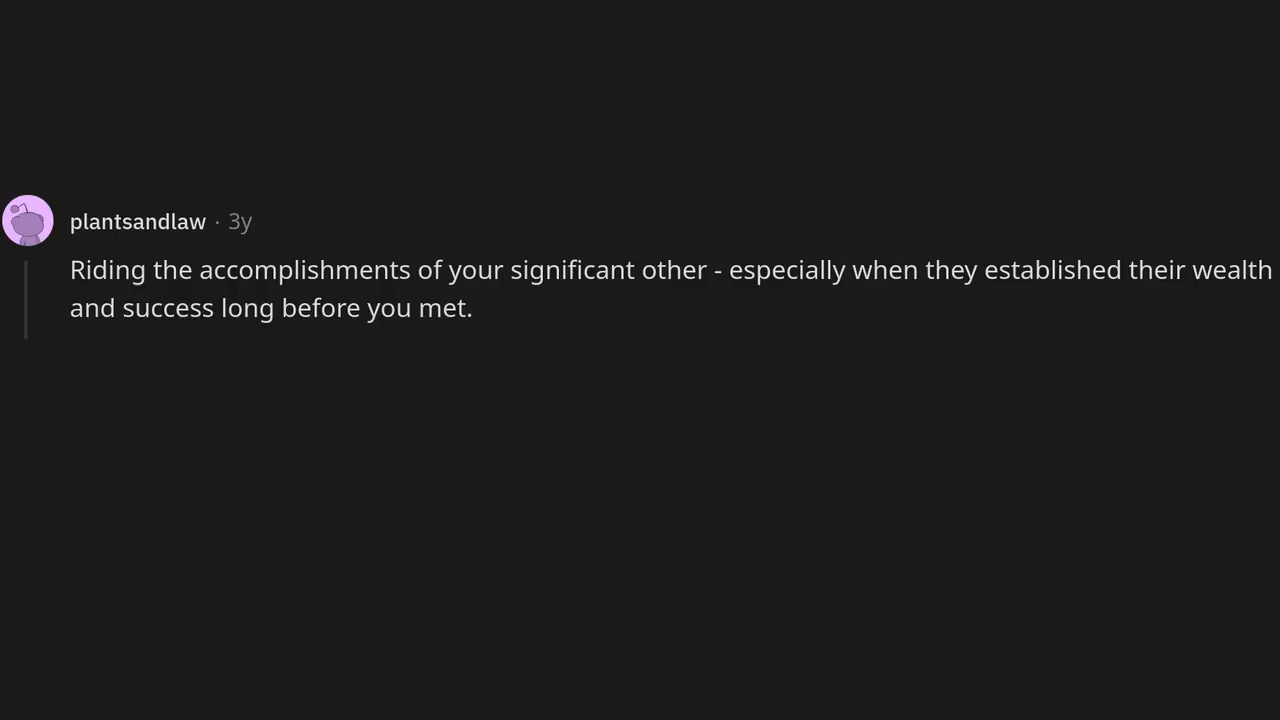 plantsandlaw · 3y
Riding the accomplishments of your significant other - especially when they established their wealth
and success long before you met.